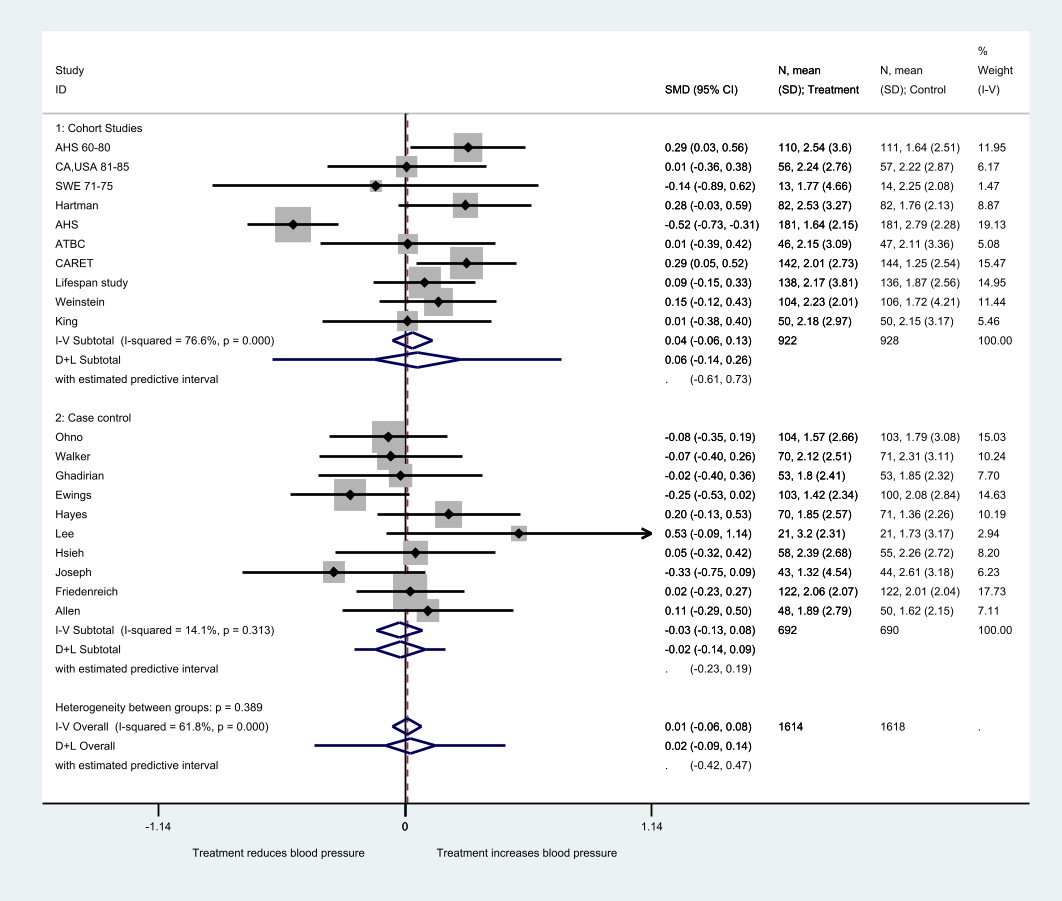 %
Study N, mean N, mean Weight
ID SMD (95% CI) (SD); Treatment (SD); Control (I-V)
1: Cohort Studies
AHS 60-80 0.29 (0.03, 0.56) 110, 2.54 (3.6) 111, 1.64 (2.51) 11.95
CA,USA 81-85 0.01 (-0.36, 0.38) 56, 2.24 (2.76) 57, 2.22 (2.87) 6.17
SWE 71-75 -0.14 (-0.89, 0.62) 13, 1.77 (4.66) 14, 2.25 (2.08) 1.47
Hartman 0.28 (-0.03, 0.59) 82, 2.53 (3.27) 82, 1.76 (2.13) 8.87
AHS -0.52 (-0.73, -0.31) 181, 1.64 (2.15) 181, 2.79 (2.28) 19.13
ATBC 0.01 (-0.39, 0.42) 46, 2.15 (3.09) 47, 2.11 (3.36) 5.08
CARET 0.29 (0.05, 0.52) 142, 2.01 (2.73) 144, 1.25 (2.54) 15.47
Lifespan study 0.09 (-0.15, 0.33) 138, 2.17 (3.81) 136, 1.87 (2.56) 14.95
Weinstein 0.15 (-0.12, 0.43) 104, 2.23 (2.01) 106, 1.72 (4.21) 11.44
King 0.01 (-0.38, 0.40) 50, 2.18 (2.97) 50, 2.15 (3.17) 5.46
I-V Subtotal (I-squared = 76.6%, p = 0.000) 0.04 (-0.06, 0.13) 922 928 100.00
D+L Subtotal 0.06 (-0.14, 0.26)
with estimated predictive interval . (-0.61, 0.73)
2: Case control
Ohno -0.08 (-0.35, 0.19) 104, 1.57 (2.66) 103, 1.79 (3.08) 15.03
Walker -0.07 (-0.40, 0.26) 70, 2.12 (2.51) 71, 2.31 (3.11) 10.24
Ghadirian -0.02 (-0.40, 0.36) 53, 1.8 (2.41) 53, 1.85 (2.32) 7.70
Ewings -0.25 (-0.53, 0.02) 103, 1.42 (2.34) 100, 2.08 (2.84) 14.63
Hayes 0.20 (-0.13, 0.53) 70, 1.85 (2.57) 71, 1.36 (2.26) 10.19
Lee 0.53 (-0.09, 1.14) 21, 3.2 (2.31) 21, 1.73 (3.17) 2.94
Hsieh 0.05 (-0.32, 0.42) 58, 2.39 (2.68) 55, 2.26 (2.72) 8.20
Joseph -0.33 (-0.75, 0.09) 43, 1.32 (4.54) 44, 2.61 (3.18) 6.23
Friedenreich 0.02 (-0.23, 0.27) 122, 2.06 (2.07) 122, 2.01 (2.04) 17.73
Allen 0.11 (-0.29, 0.50) 48, 1.89 (2.79) 50, 1.62 (2.15) 7.11
I-V Subtotal (I-squared = 14.1%, p = 0.313) -0.03 (-0.13, 0.08) 692 690 100.00
D+L Subtotal -0.02 (-0.14, 0.09)
with estimated predictive interval . (-0.23, 0.19)
Heterogeneity between groups: p = 0.389
I-V Overall (I-squared = 61.8%, p = 0.000) 0.01 (-0.06, 0.08) 1614 1618 .
D+L Overall 0.02 (-0.09, 0.14)
with estimated predictive interval . (-0.42, 0.47)
-1.14 0 1.14
Treatment reduces blood pressure Treatment increases blood pressure